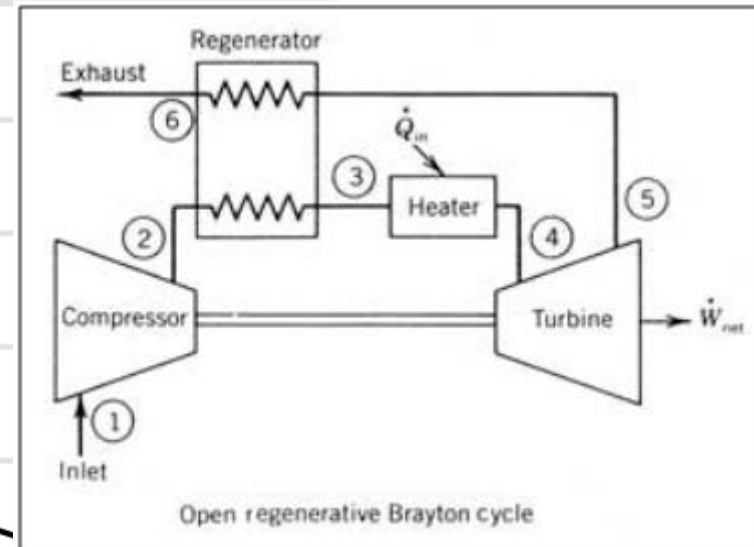 Regenerator
Exhaust
6
Q̇in
3
Heater
2
4
5
Compressor
Turbine
Ẇnet
1
Inlet
Open regenerative Brayton cycle